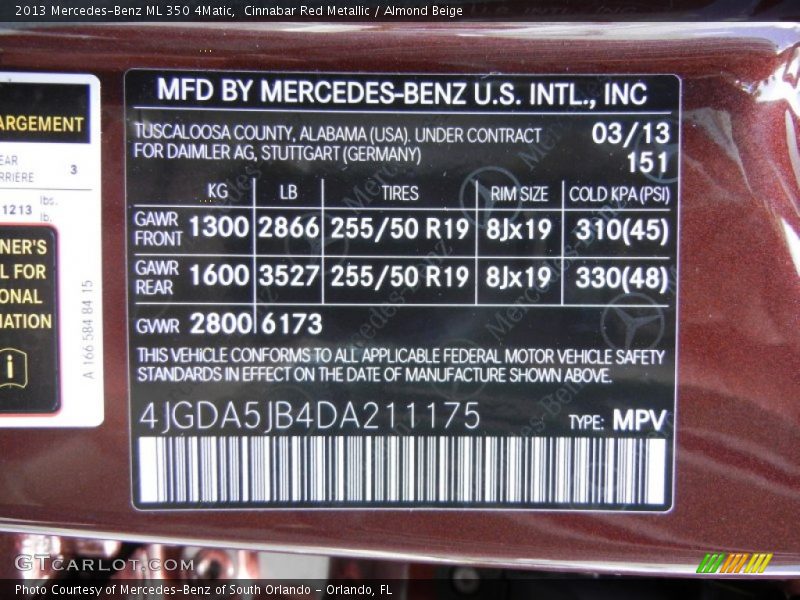 2013 Mercedes-Benz ML 350 4Matic,  Cinnabar Red Metallic / Almond Beige
ARGEMENT
EAR
RRIERE 3
1213 lbs.
lb.
NER'S
L FOR
ONAL
MATION
i
A 166 584 84 15
MFD BY MERCEDES-BENZ U.S. INTL., INC
TUSCALOOSA COUNTY, ALABAMA (USA). UNDER CONTRACT 03/13
FOR DAIMLER AG, STUTTGART (GERMANY) 151
KG LB TIRES RIM SIZE COLD KPA (PSI)
GAWR FRONT 1300 2866 255/50 R19 8Jx19 310(45)
GAWR REAR 1600 3527 255/50 R19 8Jx19 330(48)
GVWR 2800 6173
THIS VEHICLE CONFORMS TO ALL APPLICABLE FEDERAL MOTOR VEHICLE SAFETY
STANDARDS IN EFFECT ON THE DATE OF MANUFACTURE SHOWN ABOVE.
4JGDA5JB4DA211175 TYPE: MPV
GTCARLOT.COM
Photo Courtesy of Mercedes-Benz of South Orlando - Orlando, FL